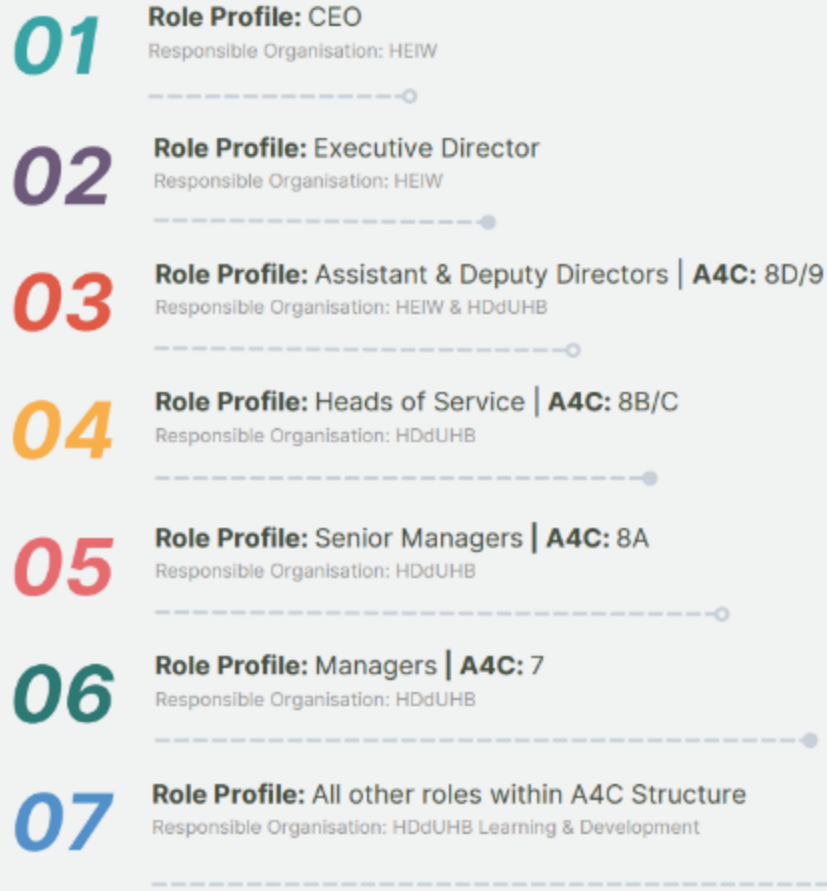 01
Role Profile: CEO
Responsible Organisation: HEIW
02
Role Profile: Executive Director
Responsible Organisation: HEIW
03
Role Profile: Assistant & Deputy Directors | A4C: 8D/9
Responsible Organisation: HEIW & HDdUHB
04
Role Profile: Heads of Service | A4C: 8B/C
Responsible Organisation: HDdUHB
05
Role Profile: Senior Managers | A4C: 8A
Responsible Organisation: HDdUHB
06
Role Profile: Managers | A4C: 7
Responsible Organisation: HDdUHB
07
Role Profile: All other roles within A4C Structure
Responsible Organisation: HDdUHB Learning & Development